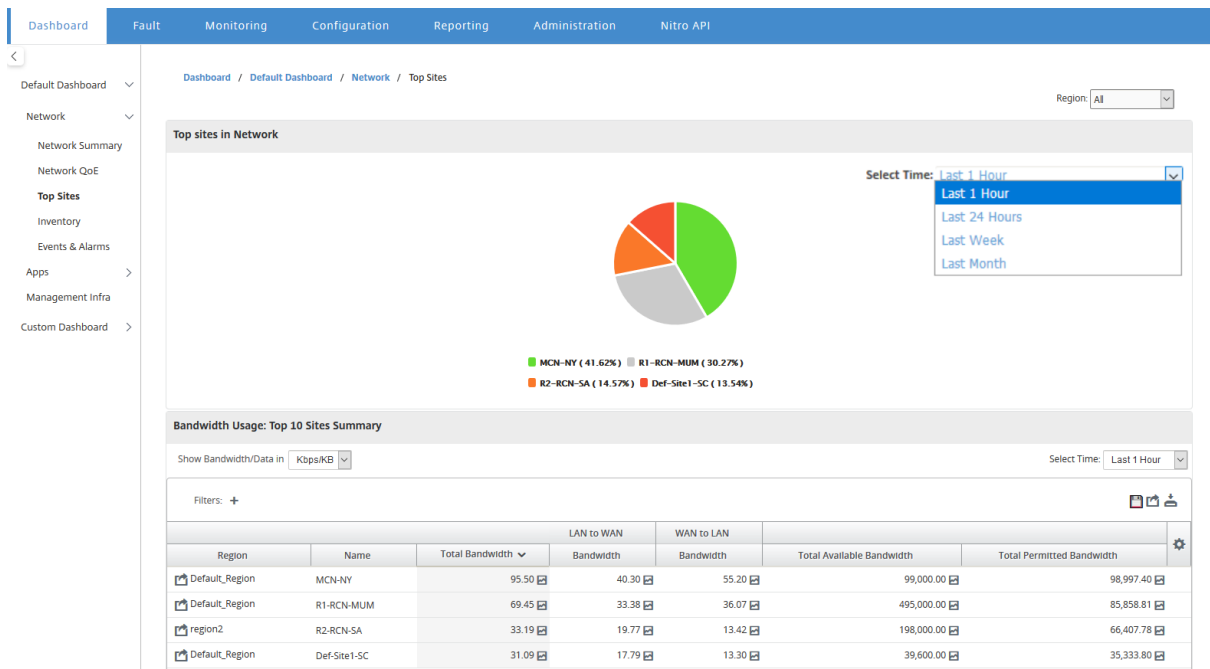 Dashboard Fault Monitoring Configuration Reporting Administration Nitro API
Dashboard / Default Dashboard / Network / Top Sites
Default Dashboard
Network
Network Summary
Network QoE
Top Sites
Inventory
Events & Alarms
Apps
Management Infra
Custom Dashboard
Region: All
Top sites in Network
Select Time: Last 1 Hour
Last 1 Hour
Last 24 Hours
Last Week
Last Month
MCN-NY ( 41.62%) R1-RCN-MUM ( 30.27%)
R2-RCN-SA ( 14.57%) Def-Site1-SC ( 13.54%)
Bandwidth Usage: Top 10 Sites Summary
Show Bandwidth/Data in Kbps/KB Select Time: Last 1 Hour
Filters: +
LAN to WAN WAN to LAN
Region Name Total Bandwidth Bandwidth Bandwidth Total Available Bandwidth Total Permitted Bandwidth
Default_Region MCN-NY 95.50 40.30 55.20 99,000.00 98,997.40
Default_Region R1-RCN-MUM 69.45 33.38 36.07 495,000.00 85,858.81
region2 R2-RCN-SA 33.19 19.77 13.42 198,000.00 66,407.78
Default_Region Def-Site1-SC 31.09 17.79 13.30 39,600.00 35,333.80